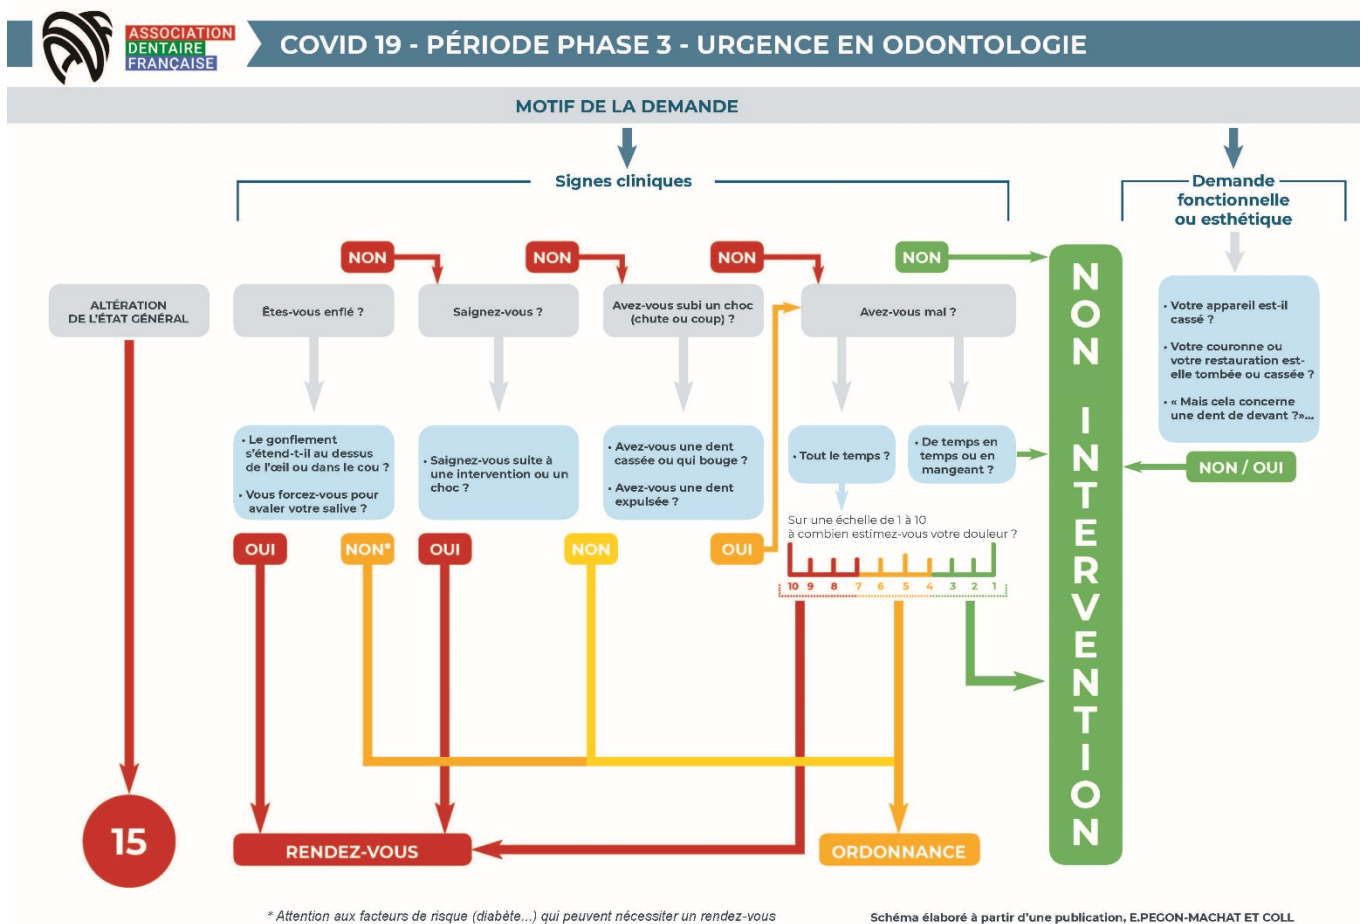 ASSOCIATION
DENTAIRE
FRANÇAISE
COVID 19 - PÉRIODE PHASE 3 - URGENCE EN ODONTOLOGIE
MOTIF DE LA DEMANDE
Signes cliniques
Demande
fonctionnelle
ou esthétique
NON
NON
NON
NON
ALTÉRATION
DE L'ÉTAT GÉNÉRAL
Êtes-vous enflé ?
Saignez-vous ?
Avez-vous subi un choc
(chute ou coup) ?
Avez-vous mal ?
• Votre appareil est-il
cassé ?
• Votre couronne ou
votre restauration est-
elle tombée ou cassée ?
• « Mais cela concerne
une dent de devant ?»...
• Le gonflement
s'étend-t-il au dessus
de l'œil ou dans le cou ?
• Vous forcez-vous pour
avaler votre salive ?
• Saignez-vous suite à
une intervention ou un
choc ?
• Avez-vous une dent
cassée ou qui bouge ?
• Avez-vous une dent
expulsée ?
• Tout le temps ?
• De temps en
temps ou en
mangeant ?
NON / OUI
Sur une échelle de 1 à 10
à combien estimez-vous votre douleur ?
10 9 8 7 6 5 4 3 2 1
OUI
NON*
OUI
NON
OUI
NON INTERVENTION
15
RENDEZ-VOUS
ORDONNANCE
* Attention aux facteurs de risque (diabète...) qui peuvent nécessiter un rendez-vous
Schéma élaboré à partir d'une publication, E.PEGON-MACHAT ET COLL